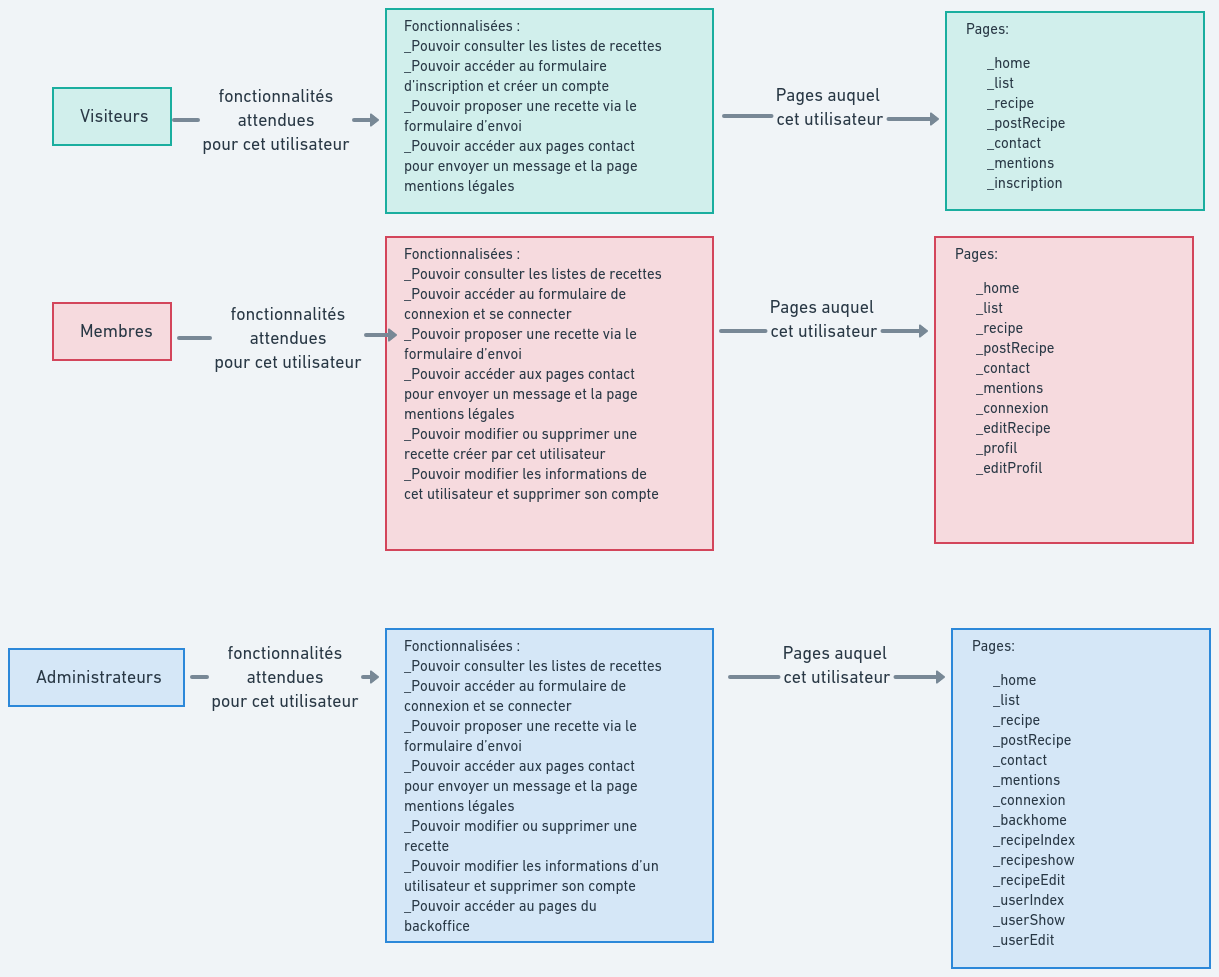 Visiteurs
fonctionnalités
attendues
pour cet utilisateur
Fonctionnalisées :
_Pouvoir consulter les listes de recettes
_Pouvoir accéder au formulaire
d'inscription et créer un compte
_Pouvoir proposer une recette via le
formulaire d'envoi
_Pouvoir accéder aux pages contact
pour envoyer un message et la page
mentions légales
Pages auquel
cet utilisateur
Pages:
_home
_list
_recipe
_postRecipe
_contact
_mentions
_inscription
Membres
fonctionnalités
attendues
pour cet utilisateur
Fonctionnalisées :
_Pouvoir consulter les listes de recettes
_Pouvoir accéder au formulaire de
connexion et se connecter
_Pouvoir proposer une recette via le
formulaire d'envoi
_Pouvoir accéder aux pages contact
pour envoyer un message et la page
mentions légales
_Pouvoir modifier ou supprimer une
recette créer par cet utilisateur
_Pouvoir modifier les informations de
cet utilisateur et supprimer son compte
Pages auquel
cet utilisateur
Pages:
_home
_list
_recipe
_postRecipe
_contact
_mentions
_connexion
_editRecipe
_profil
_editProfil
Administrateurs
fonctionnalités
attendues
pour cet utilisateur
Fonctionnalisées :
_Pouvoir consulter les listes de recettes
_Pouvoir accéder au formulaire de
connexion et se connecter
_Pouvoir proposer une recette via le
formulaire d'envoi
_Pouvoir accéder aux pages contact
pour envoyer un message et la page
mentions légales
_Pouvoir modifier ou supprimer une
recette
_Pouvoir modifier les informations d'un
utilisateur et supprimer son compte
_Pouvoir accéder au pages du
backoffice
Pages auquel
cet utilisateur
Pages:
_home
_list
_recipe
_postRecipe
_contact
_mentions
_connexion
_backhome
_recipeIndex
_recipeshow
_recipeEdit
_userIndex
_userShow
_userEdit